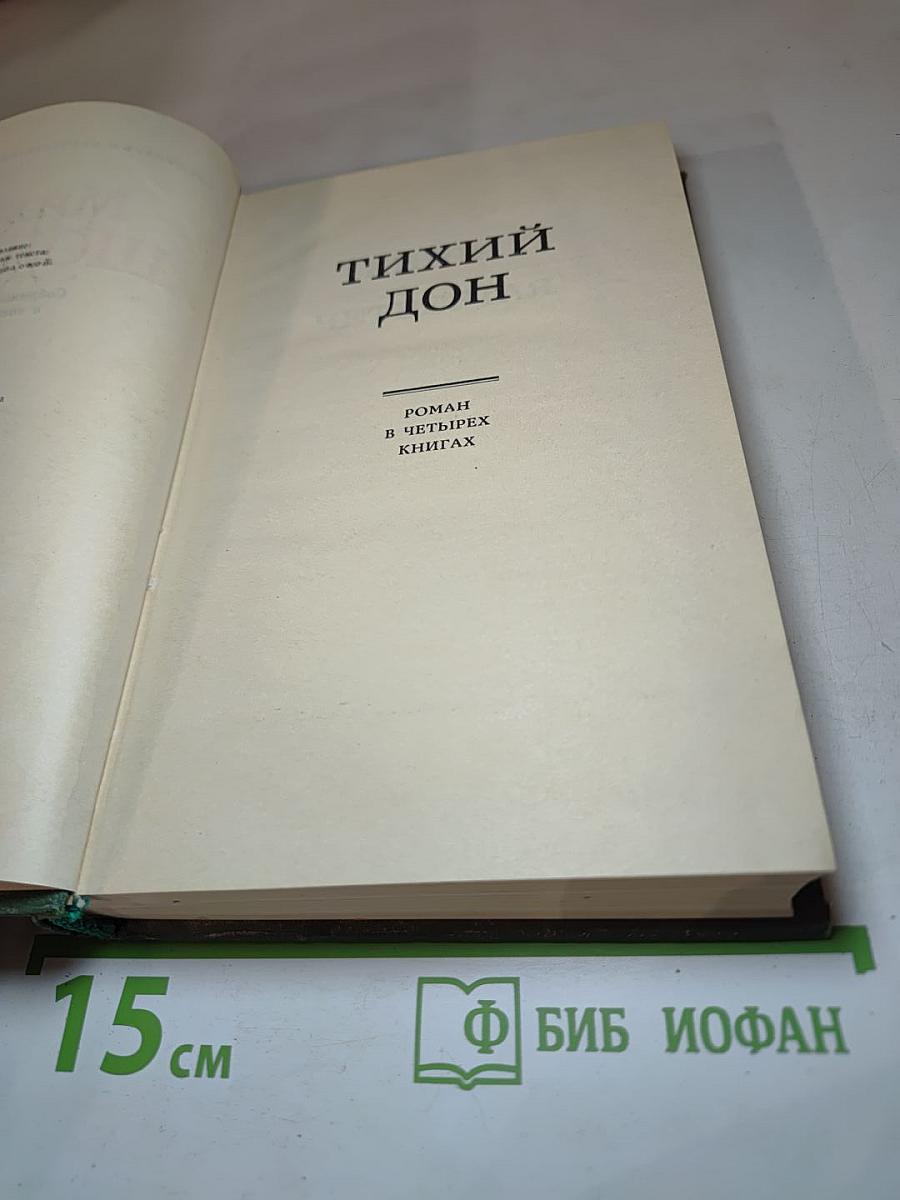 ТИХИЙ
ДОН
РОМАН
В ЧЕТЫРЕХ
КНИГАХ
15 см
Ф БИБ ИОФАН